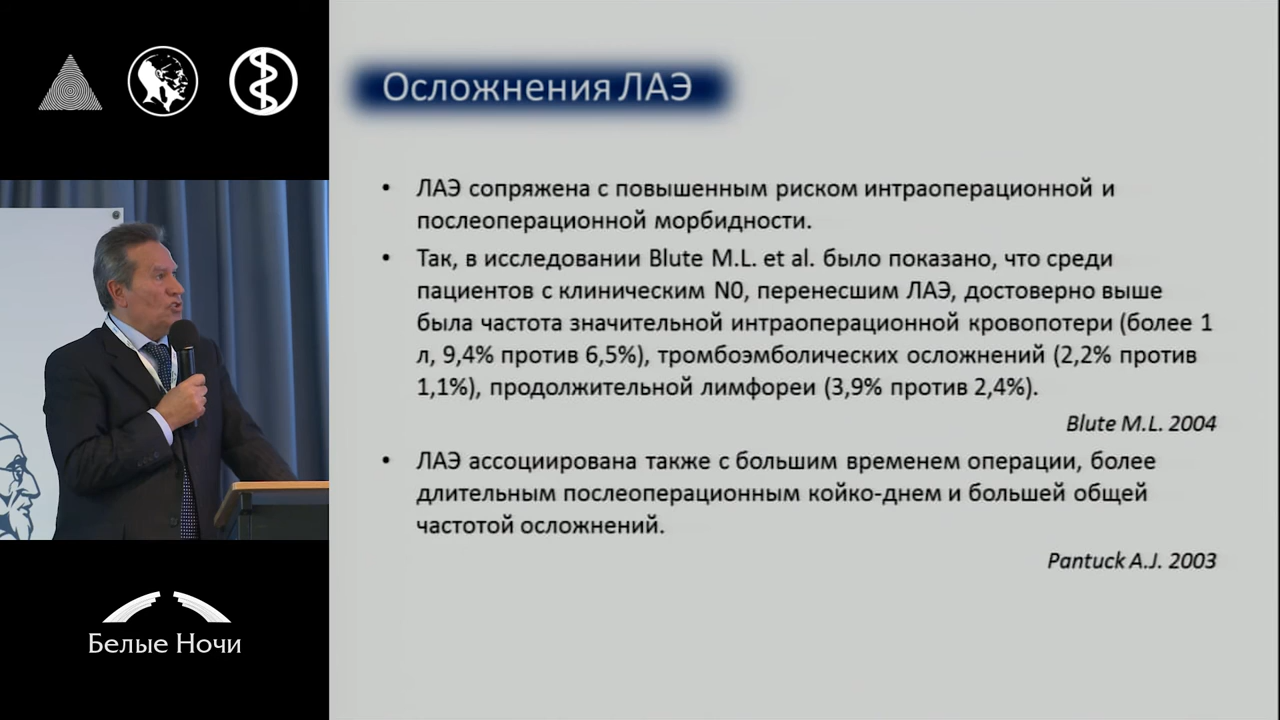 Осложнения ЛАЭ
• ЛАЭ сопряжена с повышенным риском интраоперационной и
послеоперационной морбидности.
• Так, в исследовании Blute M.L. et al. было показано, что среди
пациентов с клиническим N0, перенесшим ЛАЭ, достоверно выше
была частота значительной интраоперационной кровопотери (более 1
л, 9,4% против 6,5%), тромбоэмболических осложнений (2,2% против
1,1%), продолжительной лимфореи (3,9% против 2,4%).
Blute M.L. 2004
• ЛАЭ ассоциирована также с большим временем операции, более
длительным послеоперационным койко-днем и большей общей
частотой осложнений.
Pantuck A.J. 2003
Белые Ночи